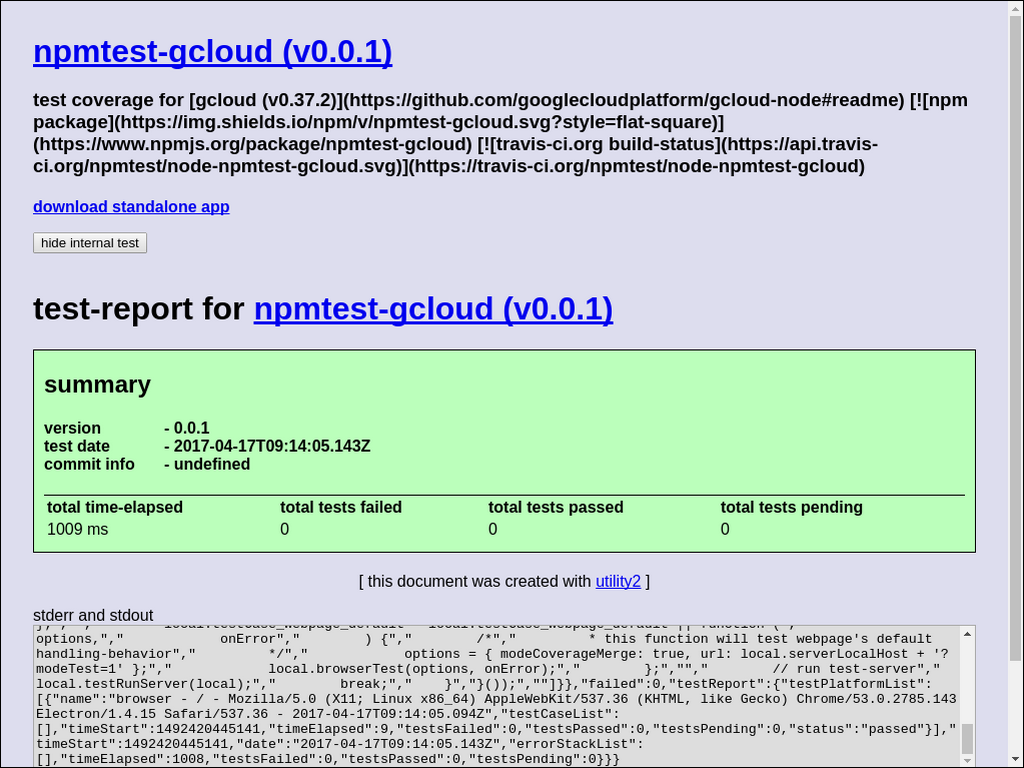 npmtest-gcloud (v0.0.1)
test coverage for [gcloud (v0.37.2)](https://github.com/googlecloudplatform/gcloud-node#readme) [![npm
package](https://img.shields.io/npm/v/npmtest-gcloud.svg?style=flat-square)]
(https://www.npmjs.org/package/npmtest-gcloud) [![travis-ci.org build-status](https://api.travis-
ci.org/npmtest/node-npmtest-gcloud.svg)](https://travis-ci.org/npmtest/node-npmtest-gcloud)
download standalone app
hide internal test
test-report for npmtest-gcloud (v0.0.1)
summary
version - 0.0.1
test date - 2017-04-17T09:14:05.143Z
commit info - undefined
total time-elapsed total tests failed total tests passed total tests pending
1009 ms 0 0 0
[ this document was created with utility2 ]
stderr and stdout
options,","            onError","        ) {","        /*","         * this function will test webpage's default
handling-behavior","         */","            options = { modeCoverageMerge: true, url: local.serverLocalHost + '?
modeTest=1' };","            local.browserTest(options, onError);","        };","","        // run test-server","
local.testRunServer(local);","        break;","    }","}());",""]}},"failed":0,"testReport":{"testPlatformList":
[{"name":"browser - / - Mozilla/5.0 (X11; Linux x86_64) AppleWebKit/537.36 (KHTML, like Gecko) Chrome/53.0.2785.143
Electron/1.4.15 Safari/537.36 - 2017-04-17T09:14:05.094Z","testCaseList":
[],"timeStart":1492420445141,"timeElapsed":9,"testsFailed":0,"testsPassed":0,"testsPending":0,"status":"passed"}],"
timeStart":1492420445141,"date":"2017-04-17T09:14:05.143Z","errorStackList":
[],"timeElapsed":1008,"testsFailed":0,"testsPassed":0,"testsPending":0}}}